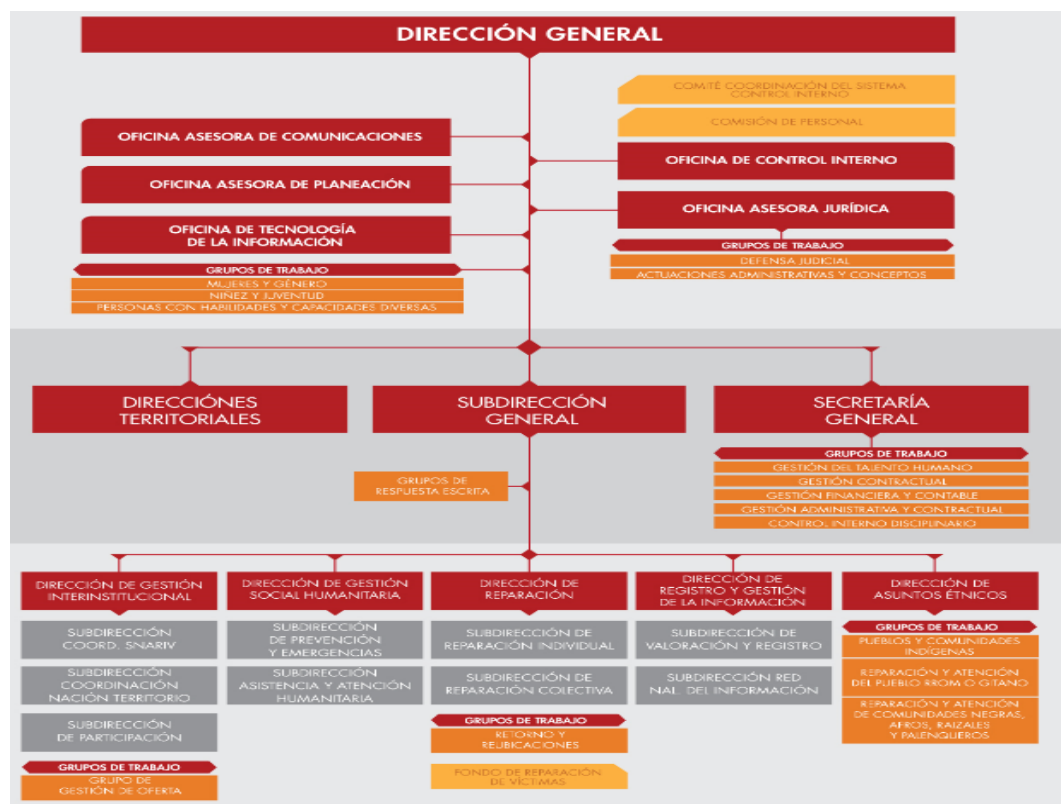 DIRECCIÓN GENERAL
COMITÉ COORDINACIÓN DEL SISTEMA
CONTROL INTERNO
COMISIÓN DE PERSONAL
OFICINA ASESORA DE COMUNICACIONES
OFICINA DE CONTROL INTERNO
OFICINA ASESORA DE PLANEACIÓN
OFICINA ASESORA JURÍDICA
OFICINA DE TECNOLOGÍA
DE LA INFORMACIÓN
GRUPOS DE TRABAJO
DEFENSA JUDICIAL
ACTUACIONES ADMINISTRATIVAS Y CONCEPTOS
GRUPOS DE TRABAJO
MUJERES Y GÉNERO
NIÑEZ Y JUVENTUD
PERSONAS CON HABILIDADES Y CAPACIDADES DIVERSAS
DIRECCIÓNES
TERRITORIALES
SUBDIRECCIÓN
GENERAL
SECRETARÍA
GENERAL
GRUPOS DE TRABAJO
GESTIÓN DEL TALENTO HUMANO
GESTIÓN CONTRACTUAL
GESTIÓN FINANCIERA Y CONTABLE
GESTIÓN ADMINISTRATIVA Y CONTRACTUAL
CONTROL INTERNO DISCIPLINARIO
GRUPOS DE
RESPUESTA ESCRITA
DIRECCIÓN DE GESTIÓN
INTERINSTITUCIONAL
SUBDIRECCIÓN
COORD. SNARIV
SUBDIRECCIÓN
COORDINACIÓN
NACIÓN TERRITORIO
SUBDIRECCIÓN
DE PARTICIPACIÓN
GRUPOS DE TRABAJO
GRUPO DE
GESTIÓN DE OFERTA
DIRECCIÓN DE GESTIÓN
SOCIAL HUMANITARIA
SUBDIRECCIÓN
DE PREVENCIÓN
Y EMERGENCIAS
SUBDIRECCIÓN
ASISTENCIA Y ATENCIÓN
HUMANITARIA
DIRECCIÓN DE
REPARACIÓN
SUBDIRECCIÓN DE
REPARACIÓN INDIVIDUAL
SUBDIRECCIÓN DE
REPARACIÓN COLECTIVA
GRUPOS DE TRABAJO
RETORNO Y
REUBICACIONES
FONDO DE REPARACIÓN
DE VÍCTIMAS
DIRECCIÓN DE
REGISTRO Y GESTIÓN
DE LA INFORMACIÓN
SUBDIRECCIÓN DE
VALORACIÓN Y REGISTRO
SUBDIRECCIÓN RED
NAL. DEL INFORMACIÓN
DIRECCIÓN DE
ASUNTOS ÉTNICOS
GRUPOS DE TRABAJO
PUEBLOS Y COMUNIDADES
INDÍGENAS
REPARACIÓN Y ATENCIÓN
DEL PUEBLO RROM O GITANO
REPARACIÓN Y ATENCIÓN
DE COMUNIDADES NEGRAS,
AFROS, RAIZALES
Y PALENQUEROS